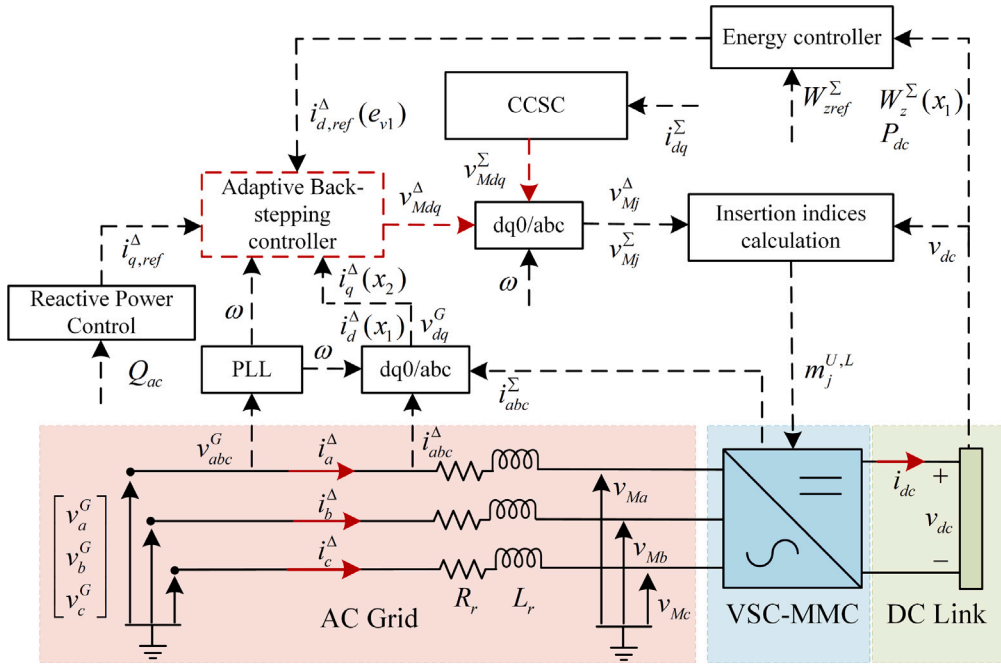 Energy controller
CCSC
W_{zref}^{Σ}
W_z^{Σ}(x_1)
P_{dc}
i_{d,ref}^{Δ}(e_{v1})
i_{dq}^{Σ}
v_{Mdq}^{Σ}
Adaptive Back-
stepping
controller
v_{Mdq}^{Δ}
dq0/abc
v_{Mj}^{Δ}
v_{Mj}^{Σ}
Insertion indices
calculation
v_{dc}
i_{q,ref}^{Δ}
ω
i_q^{Δ}(x_2)
i_d^{Δ}(x_1)
v_{dq}^{G}
ω
Reactive Power
Control
Q_{ac}
PLL
ω
dq0/abc
i_{abc}^{Σ}
m_j^{U,L}
v_{abc}^{G}
i_a^{Δ}
i_{abc}^{Δ}
i_b^{Δ}
i_c^{Δ}
v_a^{G}
v_b^{G}
v_c^{G}
R_r
L_r
v_{Ma}
v_{Mb}
v_{Mc}
i_{dc}
+
v_{dc}
−
AC Grid
VSC-MMC
DC Link